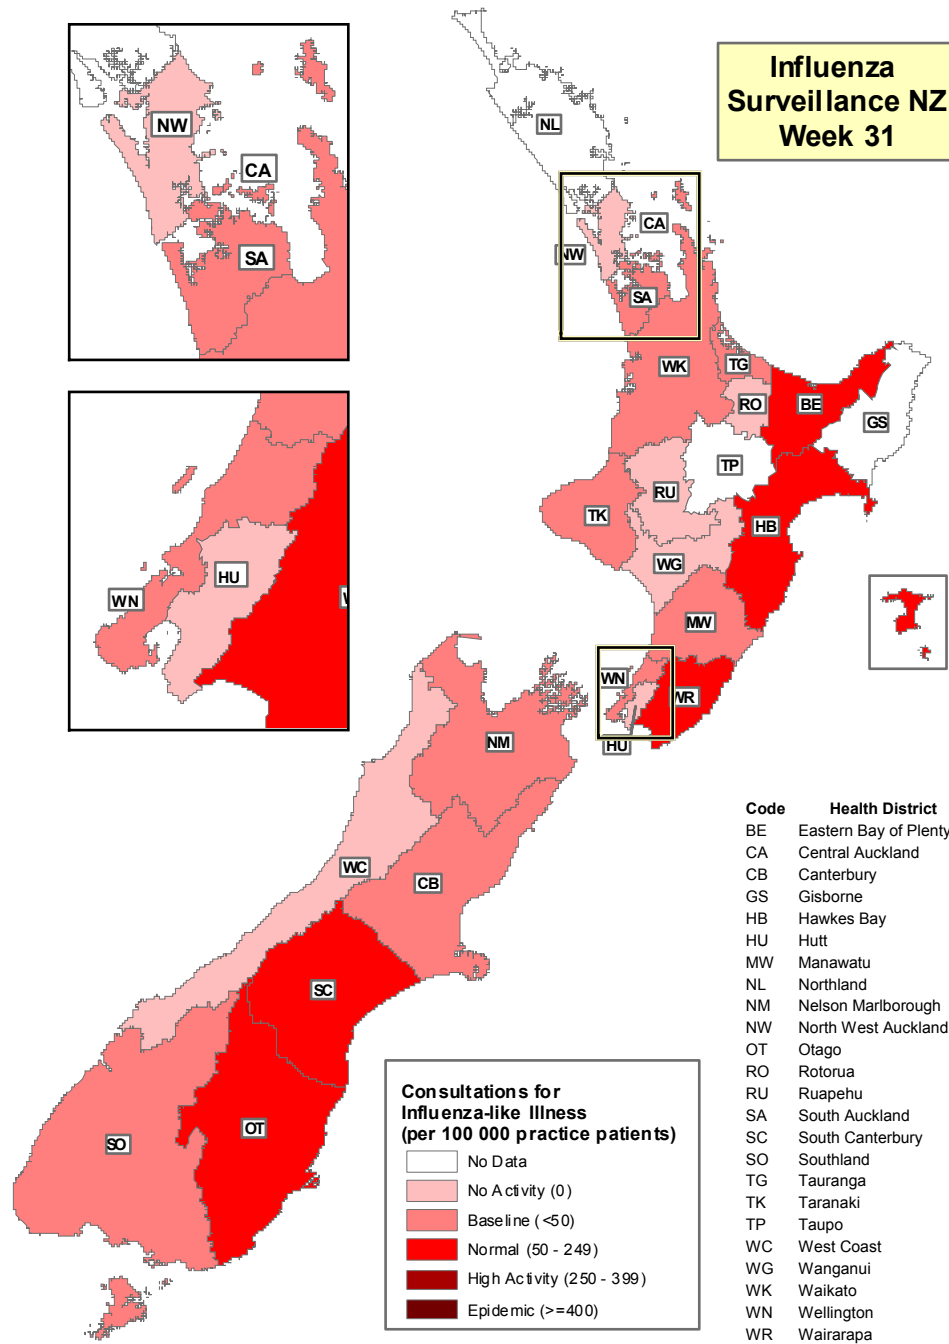 Influenza
Surveillance NZ
Week 31
NW
CA
SA
HU
WN
NL
CA
NW
SA
WK
TG
RO
BE
GS
TP
RU
TK
HB
WG
MW
WN
WR
HU
NM
WC
CB
SC
OT
SO
Consultations for
Influenza-like Illness
(per 100 000 practice patients)
No Data
No Activity (0)
Baseline (<50)
Normal (50 - 249)
High Activity (250 - 399)
Epidemic (>=400)
Code Health District
BE Eastern Bay of Plenty
CA Central Auckland
CB Canterbury
GS Gisborne
HB Hawkes Bay
HU Hutt
MW Manawatu
NL Northland
NM Nelson Marlborough
NW North West Auckland
OT Otago
RO Rotorua
RU Ruapehu
SA South Auckland
SC South Canterbury
SO Southland
TG Tauranga
TK Taranaki
TP Taupo
WC West Coast
WG Wanganui
WK Waikato
WN Wellington
WR Wairarapa